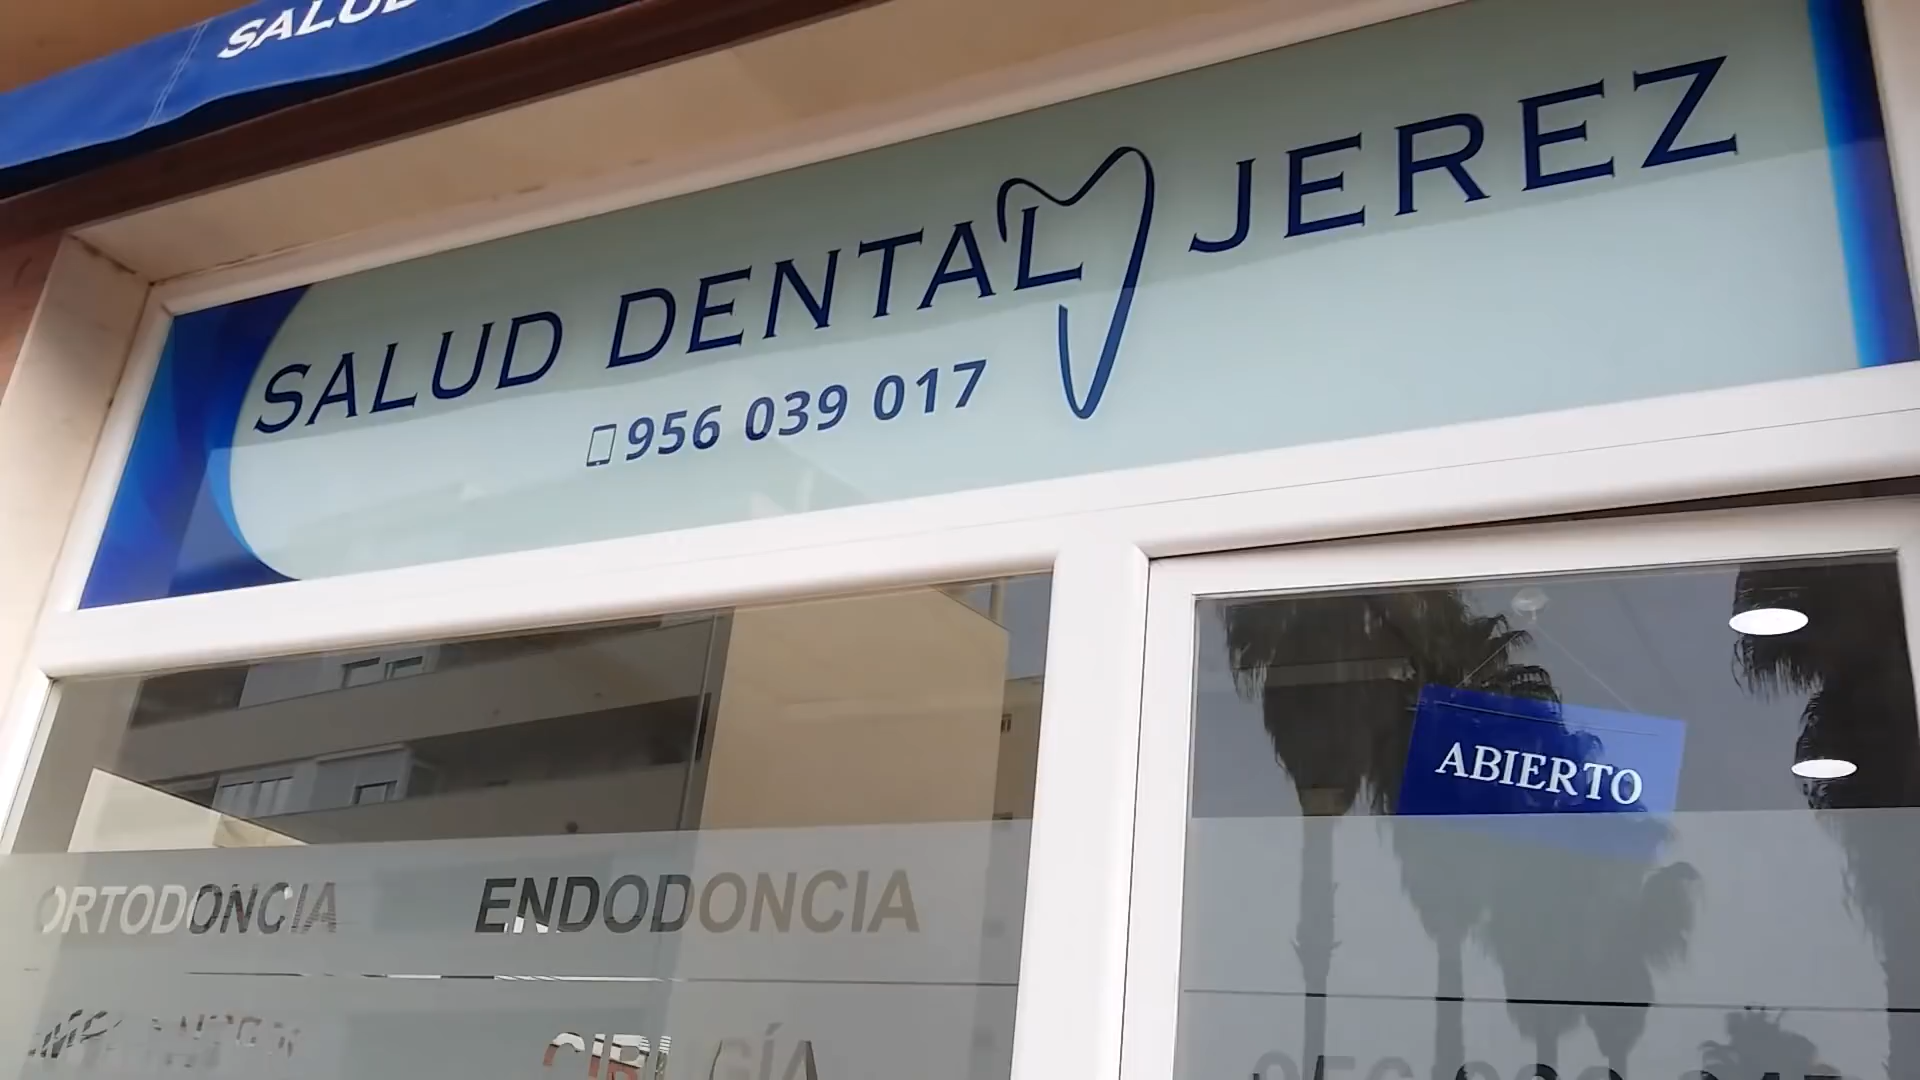 SALUD
SALUD DENTAL JEREZ
956 039 017
ABIERTO
ORTODONCIA
ENDODONCIA
CIRUGÍA